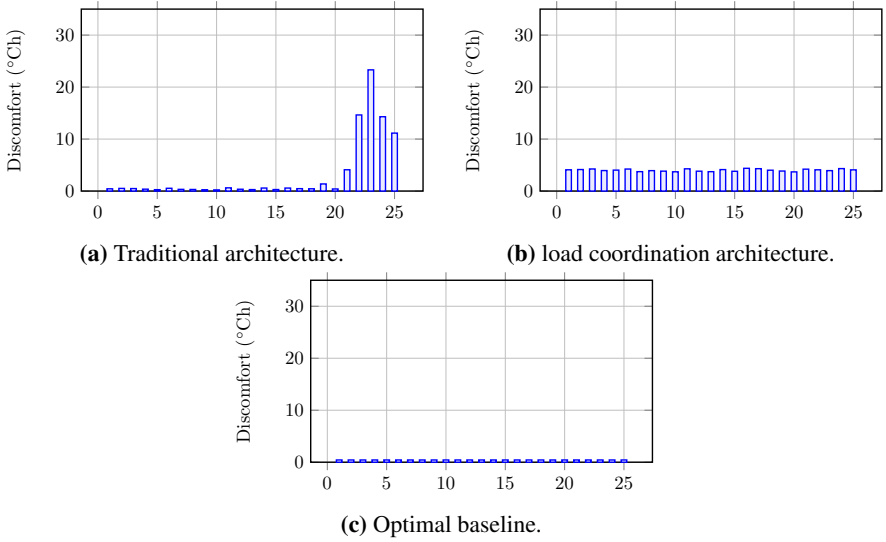 Discomfort (°Ch)
30
20
10
0
0 5 10 15 20 25
(a) Traditional architecture.
Discomfort (°Ch)
30
20
10
0
0 5 10 15 20 25
(b) load coordination architecture.
Discomfort (°Ch)
30
20
10
0
0 5 10 15 20 25
(c) Optimal baseline.